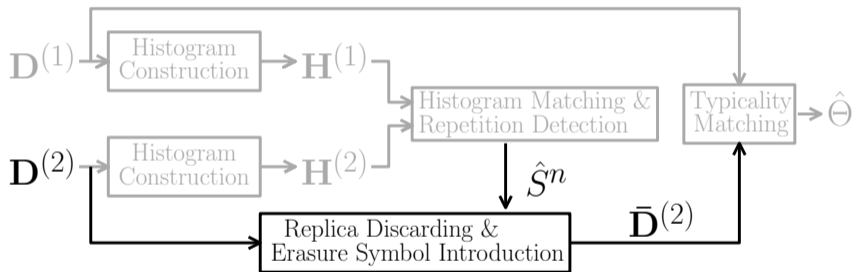 D^(1)
Histogram
Construction
H^(1)
Histogram Matching &
Repetition Detection
Typicality
Matching
Θ̂
D^(2)
Histogram
Construction
H^(2)
Ŝ^n
Replica Discarding &
Erasure Symbol Introduction
D̄^(2)